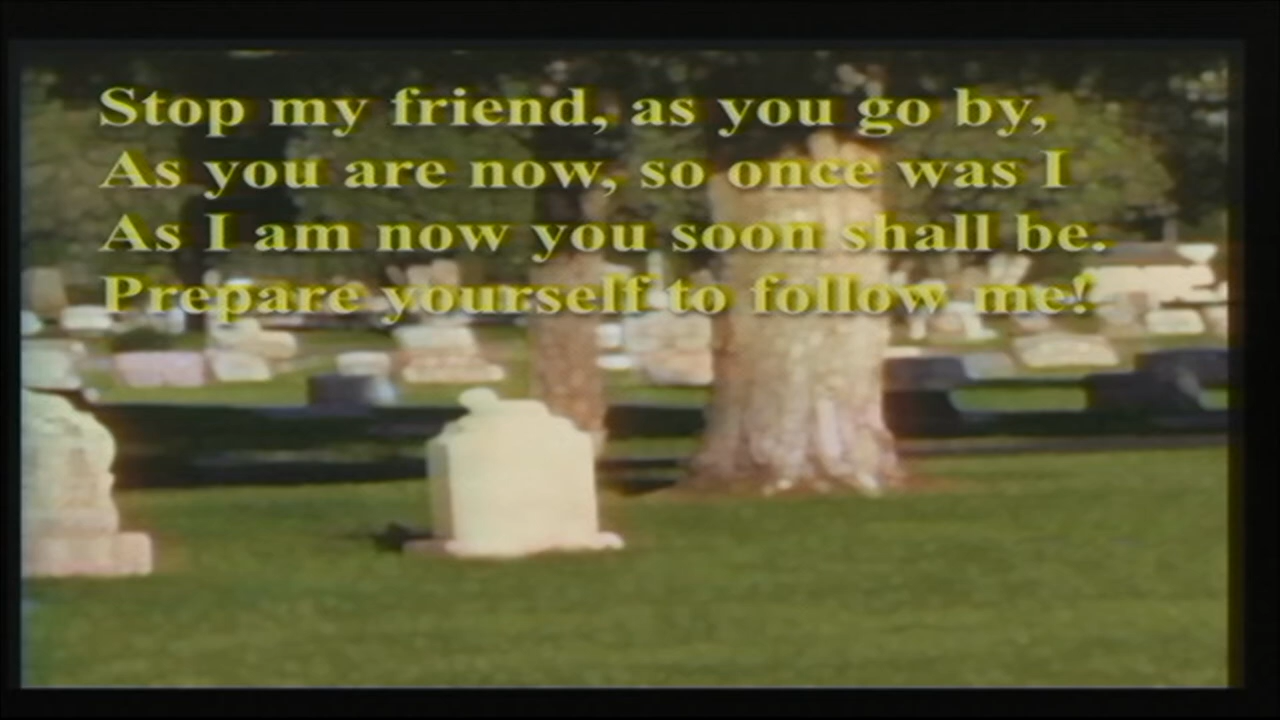 Stop my friend, as you go by,
As you are now, so once was I
As I am now you soon shall be.
Prepare yourself to follow me!